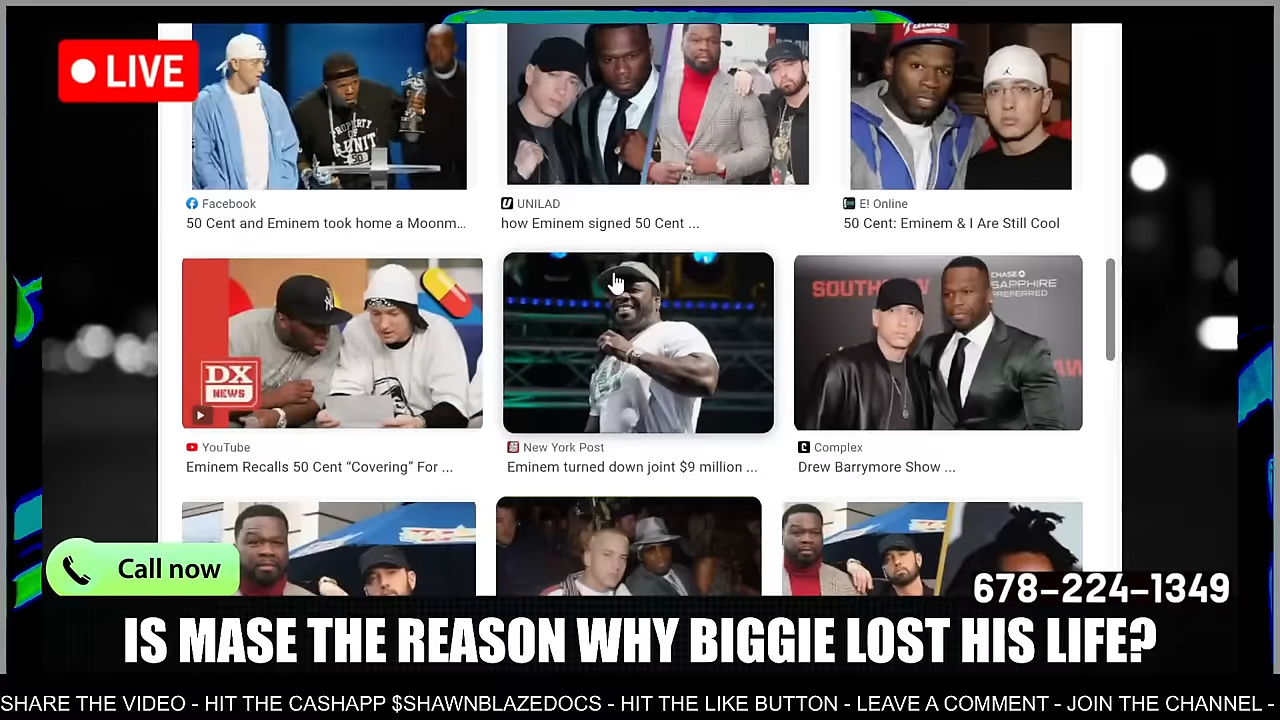 LIVE
PROPERTY
OF
G-UNIT
50
Facebook
50 Cent and Eminem took home a Moonm...
UNILAD
how Eminem signed 50 Cent ...
E! Online
50 Cent: Eminem & I Are Still Cool
DX
NEWS
YouTube
Eminem Recalls 50 Cent “Covering” For ...
New York Post
Eminem turned down joint $9 million ...
CHASE
SAPPHIRE
PREFERRED
Complex
Drew Barrymore Show ...
Call now
678-224-1349
IS MASE THE REASON WHY BIGGIE LOST HIS LIFE?
SHARE THE VIDEO - HIT THE CASHAPP $SHAWNBLAZEDOCS - HIT THE LIKE BUTTON - LEAVE A COMMENT - JOIN THE CHANNEL -